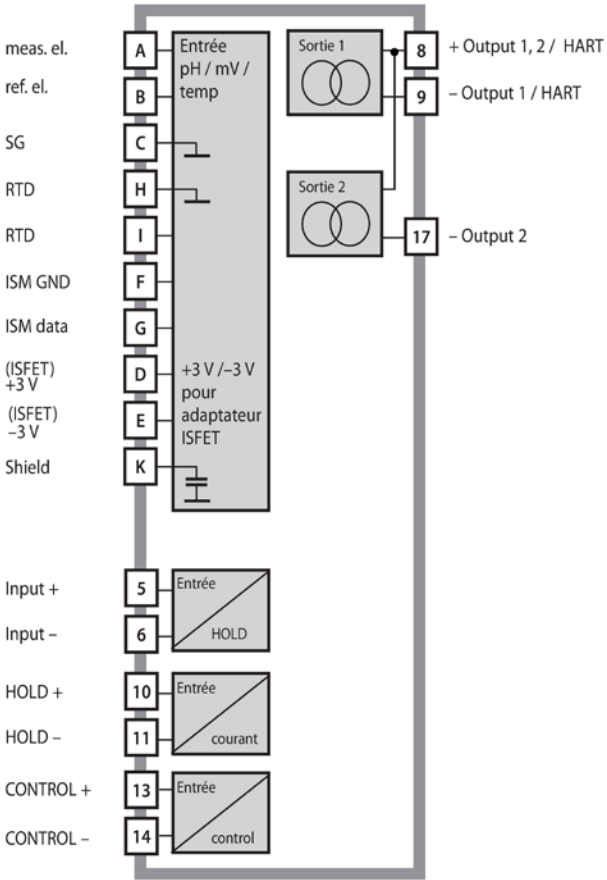 meas. el.
A
ref. el.
B
SG
C
RTD
H
RTD
I
ISM GND
F
ISM data
G
(ISFET)
+3 V
D
(ISFET)
–3 V
E
Shield
K
Entrée
pH / mV /
temp
+3 V /–3 V
pour
adaptateur
ISFET
Sortie 1
8
+ Output 1, 2 / HART
9
– Output 1 / HART
Sortie 2
17
– Output 2
Input +
5
Input –
6
Entrée
HOLD
HOLD +
10
HOLD –
11
Entrée
courant
CONTROL +
13
CONTROL –
14
Entrée
control